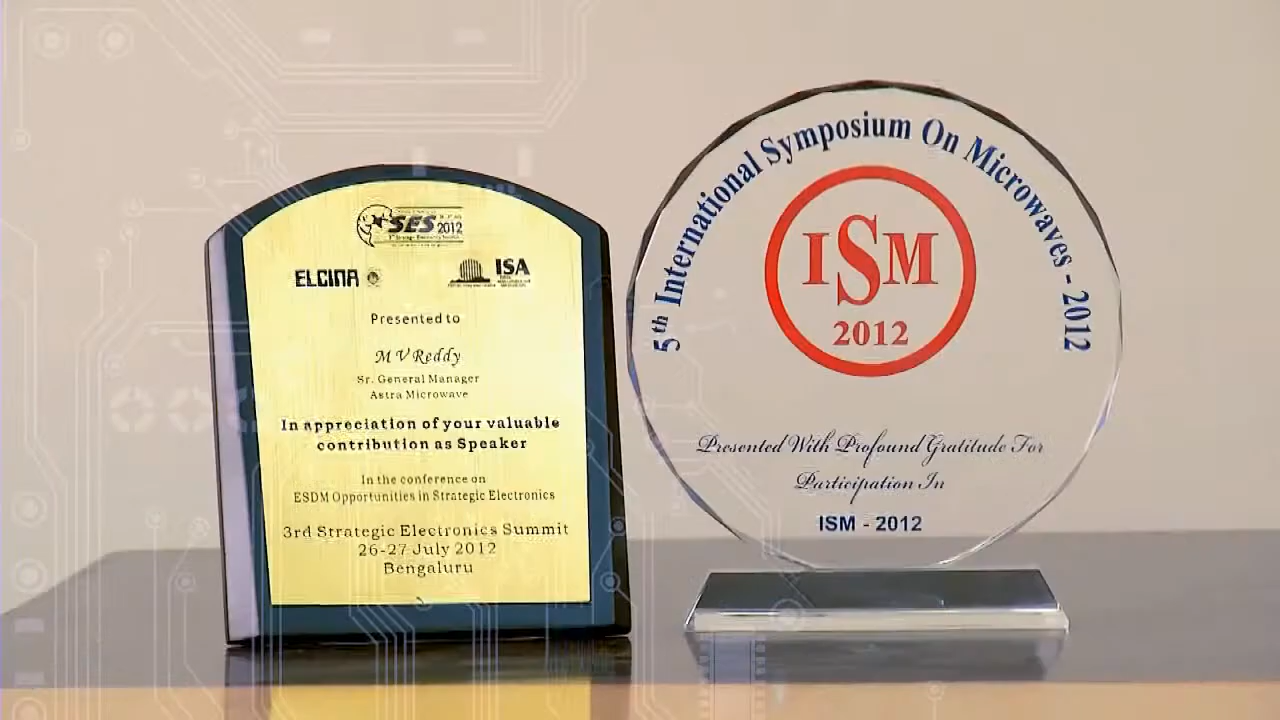 SES 2012
ELCINA
ISA
Presented to
M V Reddy
Sr. General Manager
Astra Microwave
In appreciation of your valuable
contribution as Speaker
In the conference on
ESDM Opportunities in Strategic Electronics
3rd Strategic Electronics Summit
26-27 July 2012
Bengaluru
5th International Symposium On Microwaves - 2012
ISM
2012
Presented With Profound Gratitude For
Participation In
ISM - 2012